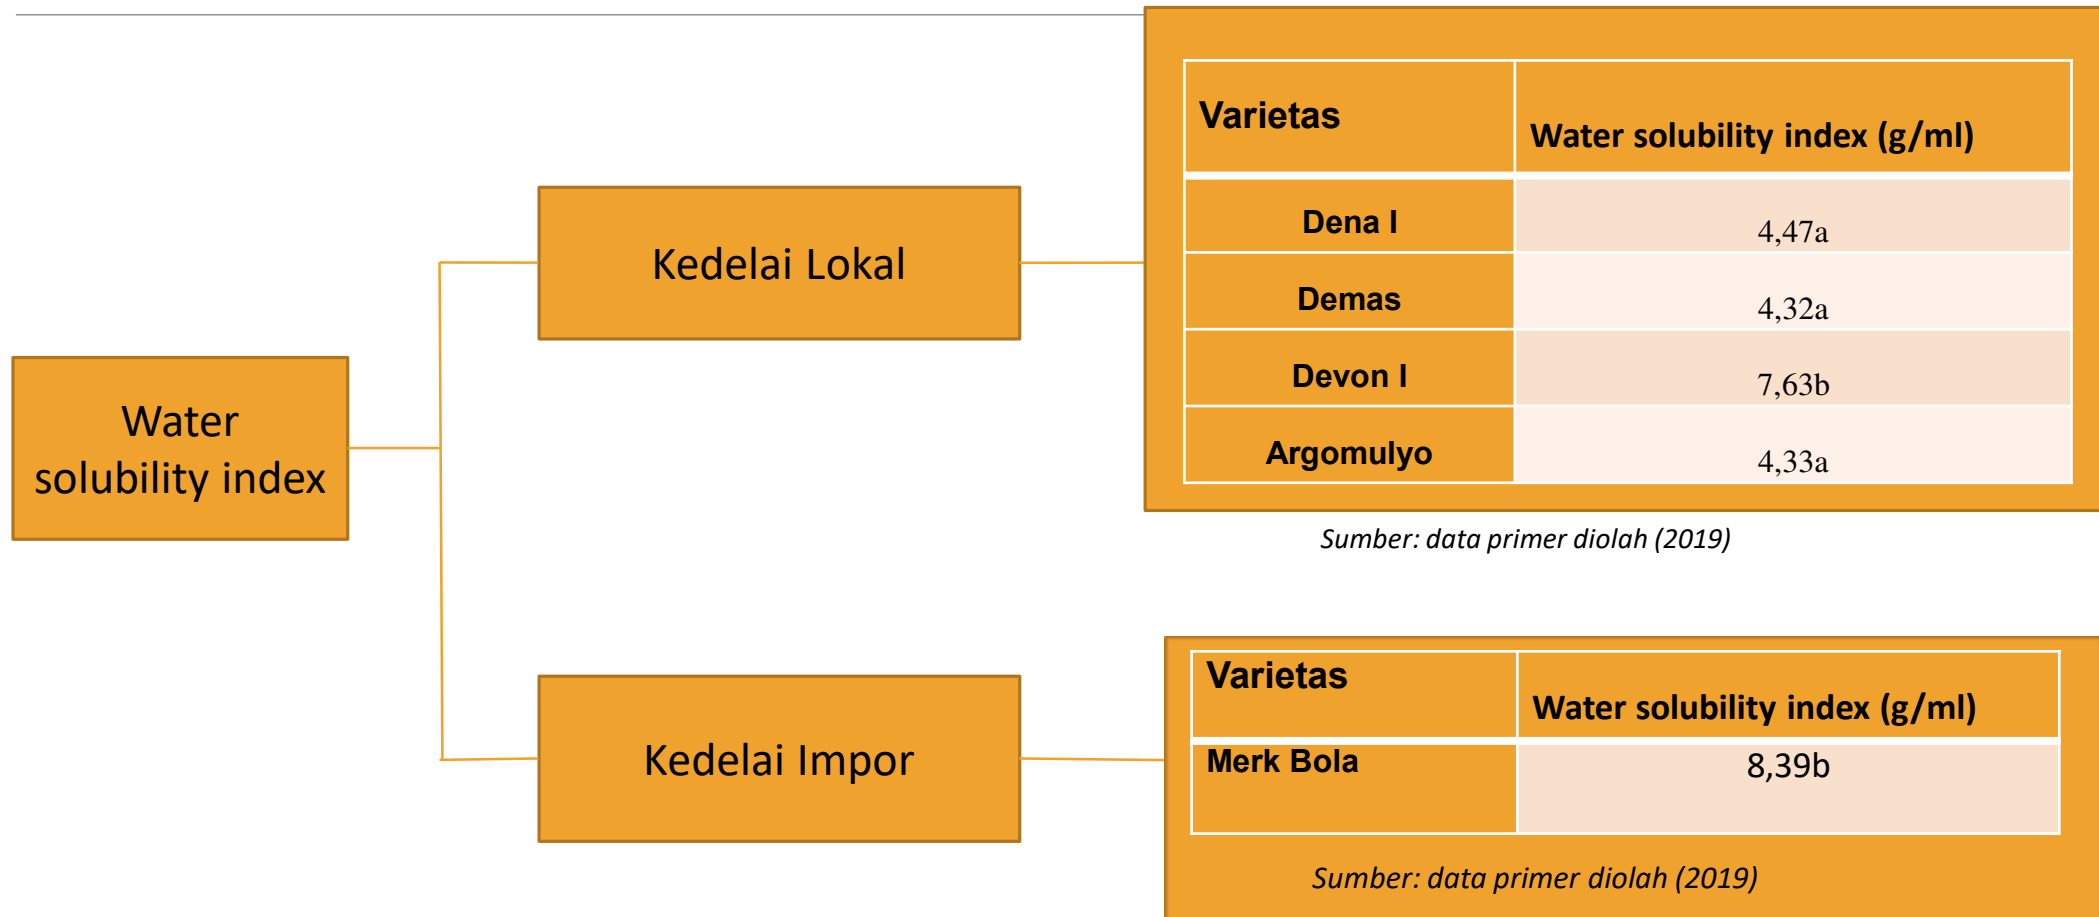 Water
solubility index
Kedelai Lokal
Varietas
Water solubility index (g/ml)
Dena I
4,47a
Demas
4,32a
Devon I
7,63b
Argomulyo
4,33a
Sumber: data primer diolah (2019)
Kedelai Impor
Varietas
Water solubility index (g/ml)
Merk Bola
8,39b
Sumber: data primer diolah (2019)